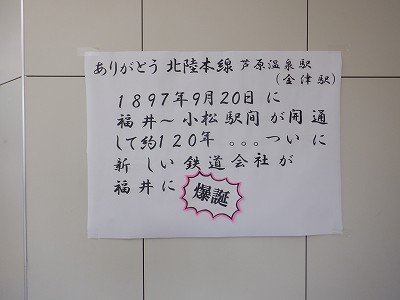 ありがとう 北陸本線 芦原温泉駅
(金津駅)
1897年9月20日に
福井～小松駅間が開通
して約120年 。。。ついに
新しい鉄道会社が
福井に 爆誕